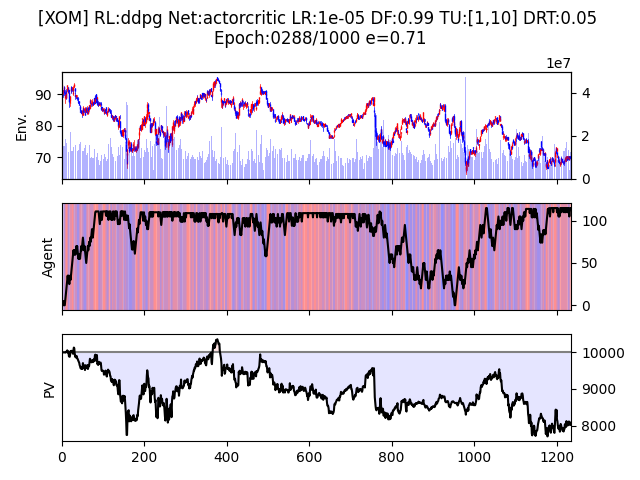 [XOM] RL:ddpg Net:actorcritic LR:1e-05 DF:0.99 TU:[1,10] DRT:0.05
Epoch:0288/1000 e=0.71
1e7
90
80
70
Env.
4
2
0
Agent
100
50
0
PV
10000
9000
8000
0 200 400 600 800 1000 1200